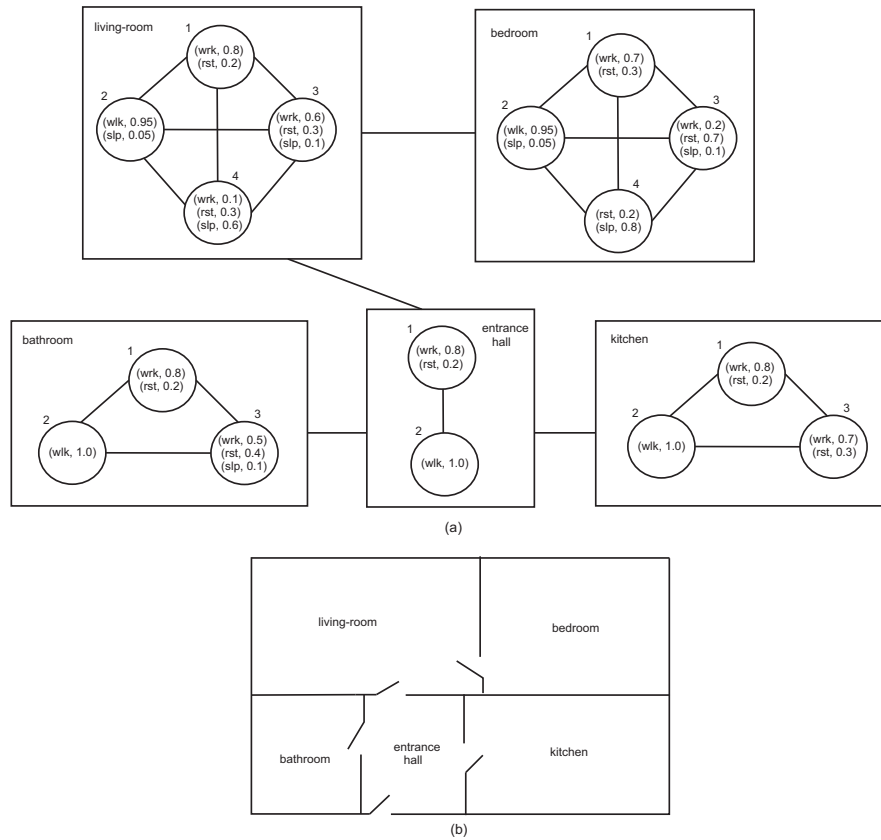 living-room
1
(wrk, 0.8)
(rst, 0.2)
2
(wlk, 0.95)
(slp, 0.05)
3
(wrk, 0.6)
(rst, 0.3)
(slp, 0.1)
4
(wrk, 0.1)
(rst, 0.3)
(slp, 0.6)
bedroom
1
(wrk, 0.7)
(rst, 0.3)
2
(wlk, 0.95)
(slp, 0.05)
3
(wrk, 0.2)
(rst, 0.7)
(slp, 0.1)
4
(rst, 0.2)
(slp, 0.8)
bathroom
1
(wrk, 0.8)
(rst, 0.2)
2
(wlk, 1.0)
3
(wrk, 0.5)
(rst, 0.4)
(slp, 0.1)
entrance
hall
1
(wrk, 0.8)
(rst, 0.2)
2
(wlk, 1.0)
kitchen
1
(wrk, 0.8)
(rst, 0.2)
2
(wlk, 1.0)
3
(wrk, 0.7)
(rst, 0.3)
(a)
living-room
bedroom
bathroom
entrance
hall
kitchen
(b)